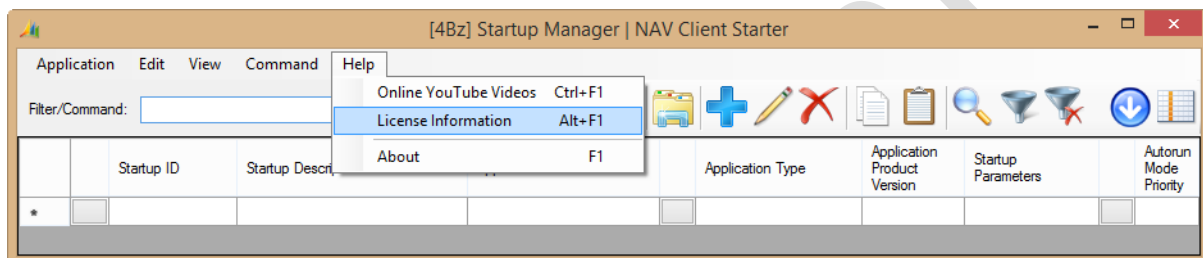 [4Bz] Startup Manager | NAV Client Starter
Application Edit View Command Help
Filter/Command:
Online YouTube Videos Ctrl+F1
License Information Alt+F1
About F1
Startup ID
Startup Descrip
Application Type
Application
Product
Version
Startup
Parameters
Autorun
Mode
Priority
*